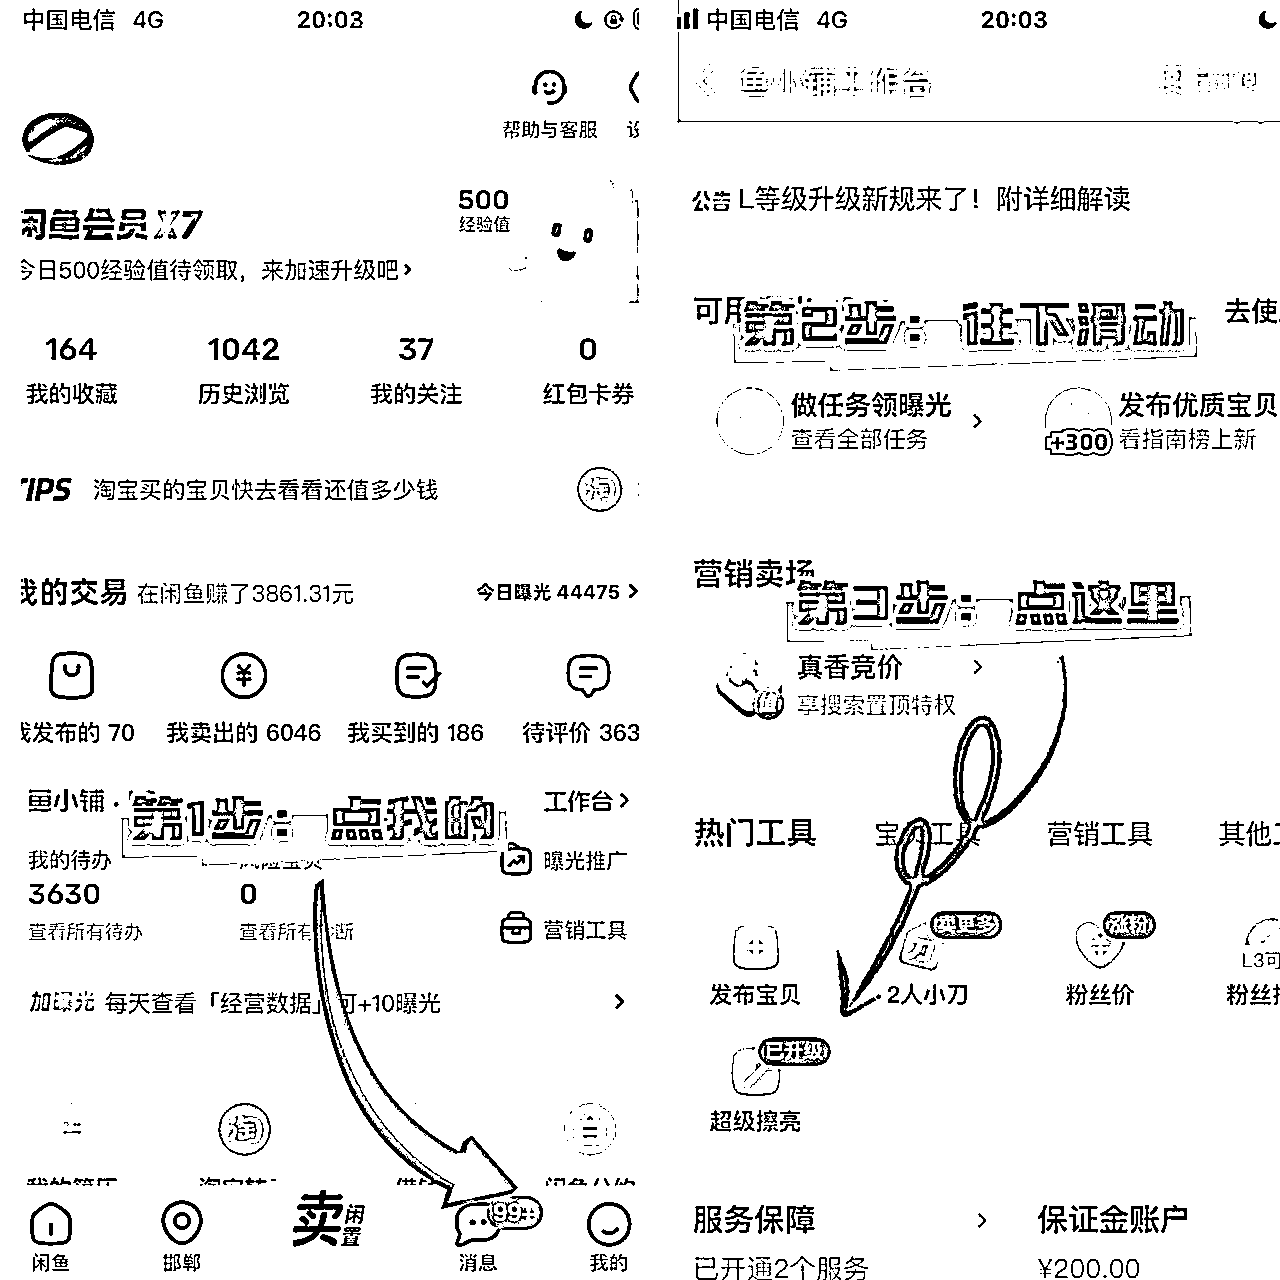 中国电信 4G 20:03
帮助与客服
闲鱼会员X7
500
经验值
今日500经验值待领取，来加速升级吧
164 1042 37 0
我的收藏 历史浏览 我的关注 红包卡券
TIPS 淘宝买的宝贝快去看看还值多少钱
我的交易 在闲鱼赚了3861.31元 今日曝光 44475
我发布的 70 我卖出的 6046 我买到的 186 待评价 363
鱼小铺 工作台
第1步： 点我的
我的待办 曝光推广
3630 0
查看所有待办 查看所有诊断 营销工具
加曝光 每天查看「经营数据」可+10曝光
卖闲置
99+
闲鱼 邯郸 消息 我的
中国电信 4G 20:03
鱼小铺工作台
公告 L等级升级新规来了！附详细解读
第2步： 往下滑动
做任务领曝光
查看全部任务
发布优质宝贝
+300 看指南榜上新
营销卖场
第3步： 点这里
真香竞价
享搜索置顶特权
热门工具 宝贝工具 营销工具 其他
卖更多 涨粉
L3可
发布宝贝 2人小刀 粉丝价 粉丝
已升级
超级擦亮
服务保障 保证金账户
已开通2个服务 ¥200.00